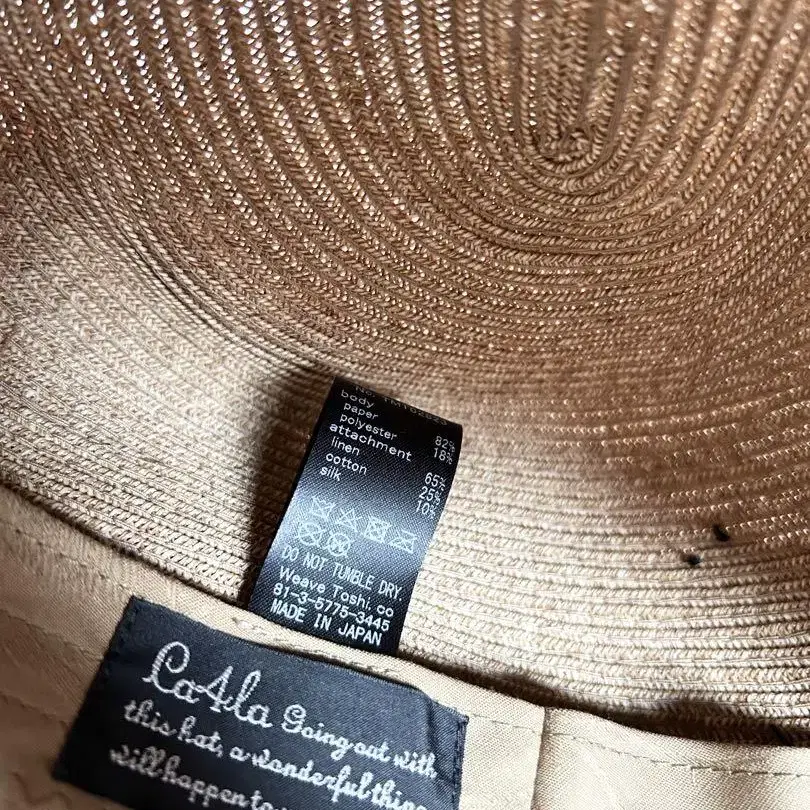 body
paper 82%
polyester 18%
attachment
linen 65%
cotton 25%
silk 10%
DO NOT TUMBLE DRY.
Weave Toshi.co
81-3-5775-3445
MADE IN JAPAN
Ca4la Going out with
this hat, a wonderful thing
will happen to